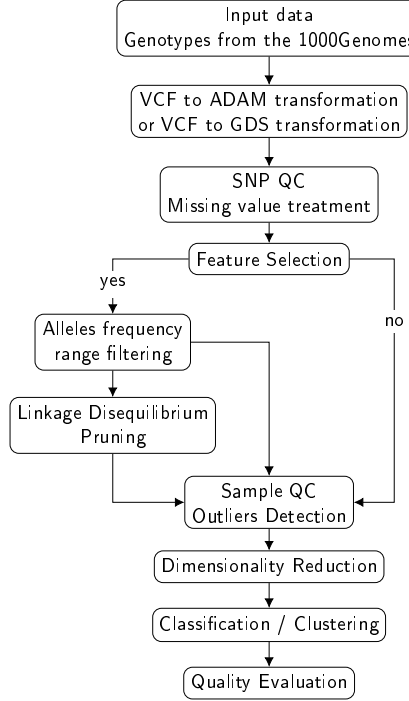 Input data
Genotypes from the 1000Genomes
VCF to ADAM transformation
or VCF to GDS transformation
SNP QC
Missing value treatment
Feature Selection
yes
no
Alleles frequency
range filtering
Linkage Disequilibrium
Pruning
Sample QC
Outliers Detection
Dimensionality Reduction
Classification / Clustering
Quality Evaluation